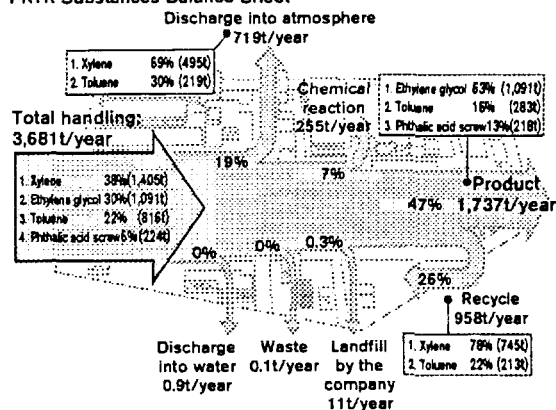 PRTR Substances Balance Sheet
Discharge into atmosphere
719t/year
1. Xylene 69% (495t)
2. Toluene 30% (219t)
Chemical
reaction
255t/year
1. Ethylene glycol 63% (1,091t)
2. Toluene 16% (283t)
3. Phthalic acid screw 13% (218t)
Total handling:
3,681t/year
1. Xylene 38% (1,405t)
2. Ethylene glycol 30% (1,091t)
3. Toluene 22% (816t)
4. Phthalic acid screw 6% (224t)
19%
7%
47%
Product
1,737t/year
0%
0%
0.3%
26%
Recycle
958t/year
1. Xylene 78% (745t)
2. Toluene 22% (213t)
Discharge
into water
0.9t/year
Waste
0.1t/year
Landfill
by the
company
11t/year